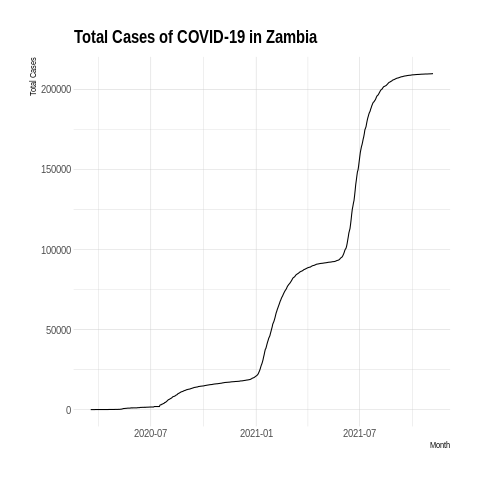 Total Cases of COVID-19 in Zambia
Total Cases
200000
150000
100000
50000
0
2020-07 2021-01 2021-07
Month